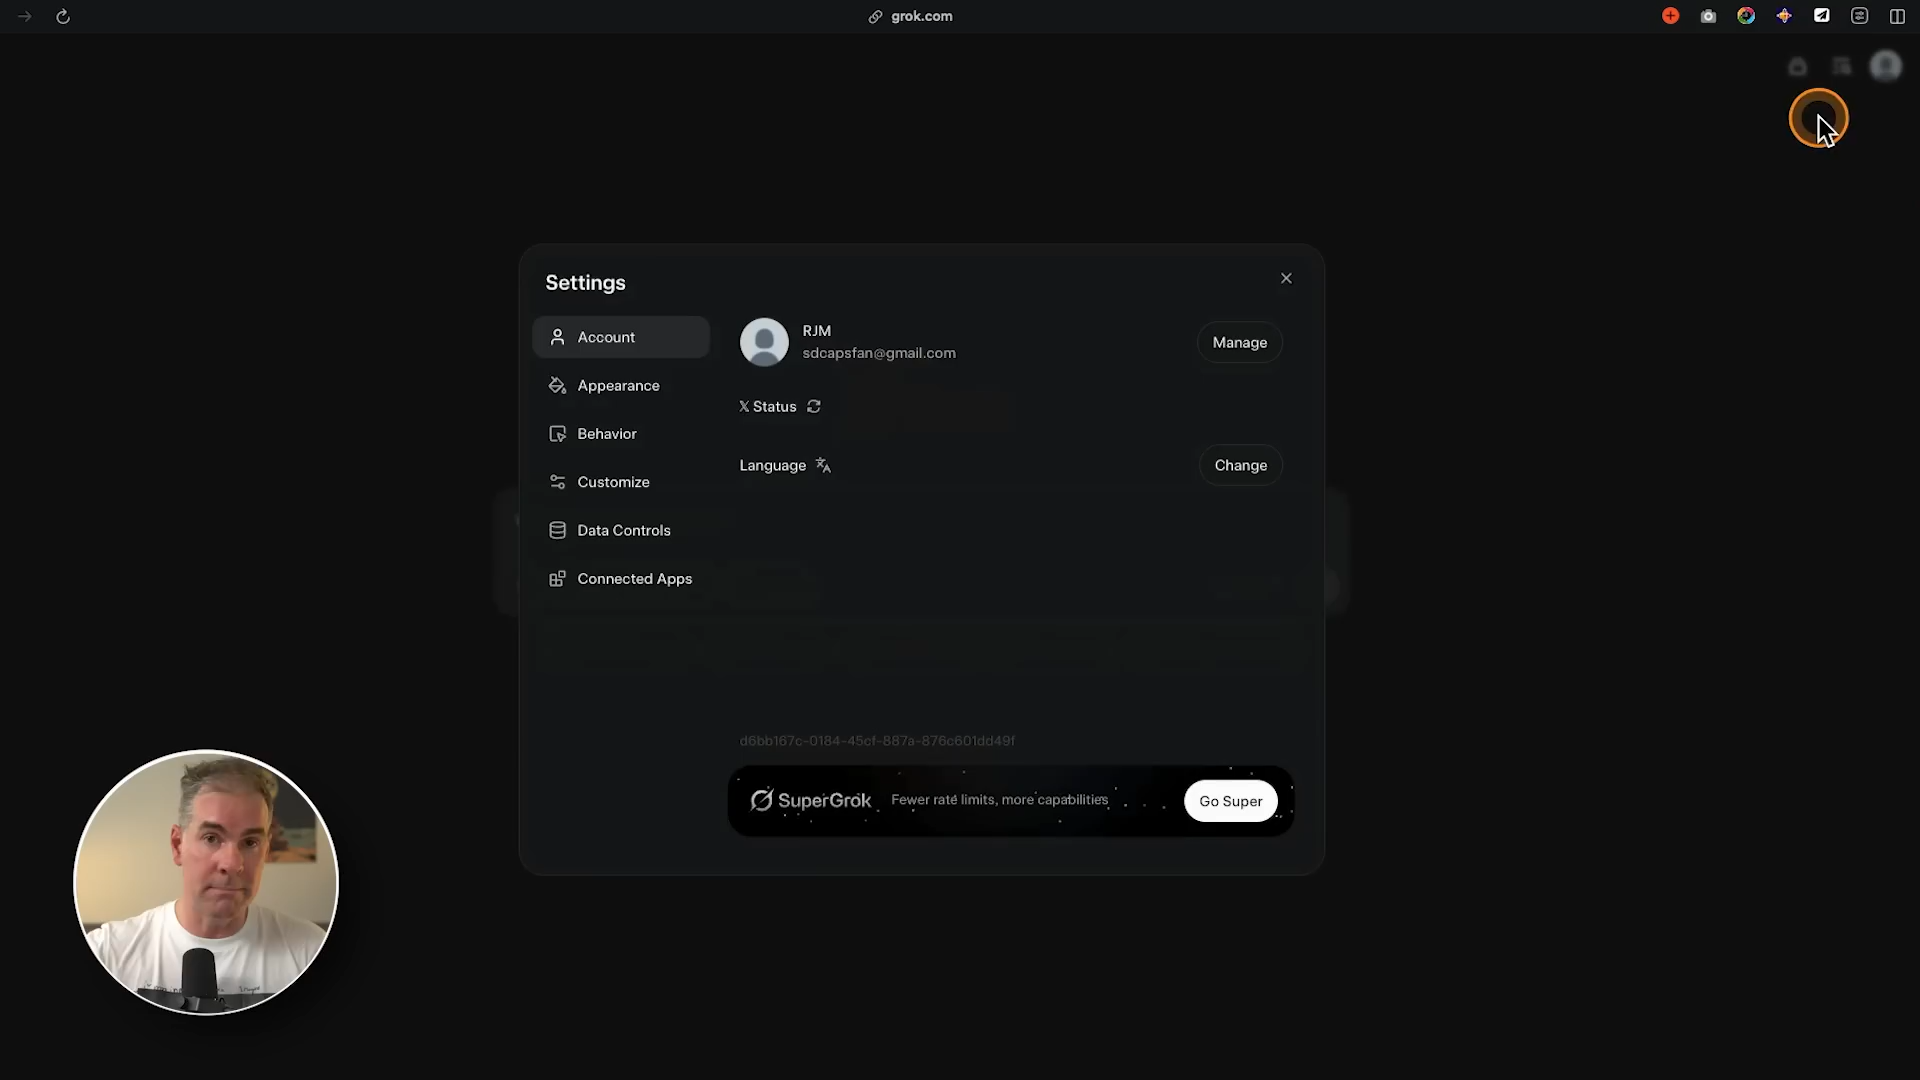 grok.com
Settings
Account
Appearance
Behavior
Customize
Data Controls
Connected Apps
RJM
sdcapsfan@gmail.com
Manage
𝕏 Status
Language
Change
d6bb167c-0184-45cf-887a-876c601dd49f
SuperGrok
Fewer rate limits, more capabilities
Go Super